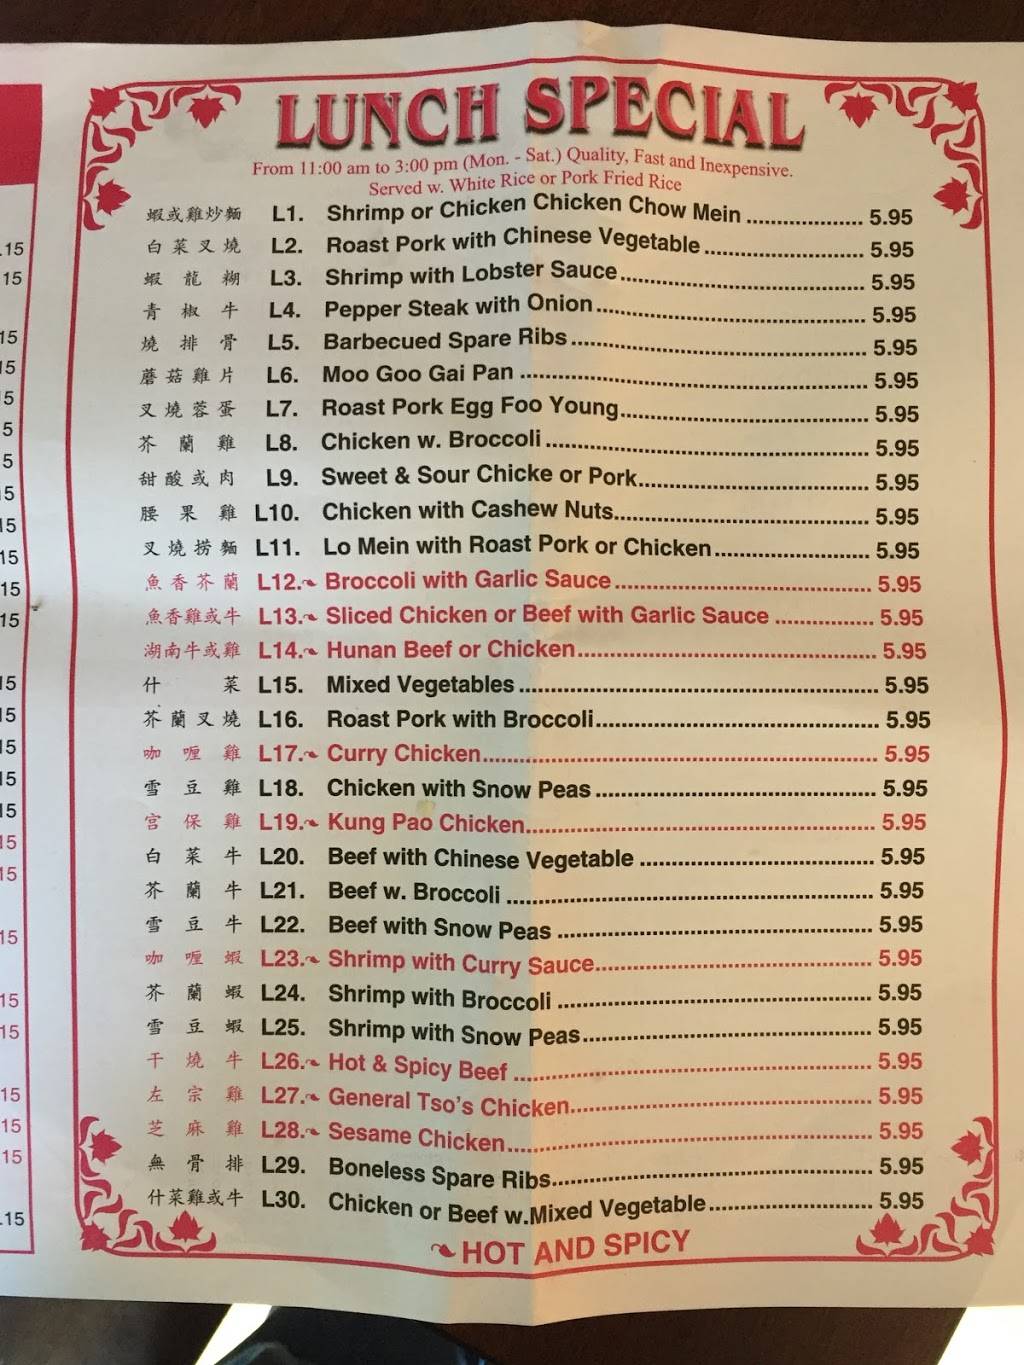 LUNCH SPECIAL
From 11:00 am to 3:00 pm (Mon. - Sat.) Quality, Fast and Inexpensive.
Served w. White Rice or Pork Fried Rice
蝦或雞炒麵 L1. Shrimp or Chicken Chicken Chow Mein 5.95
白菜叉燒 L2. Roast Pork with Chinese Vegetable 5.95
蝦龍糊 L3. Shrimp with Lobster Sauce 5.95
青椒牛 L4. Pepper Steak with Onion 5.95
燒排骨 L5. Barbecued Spare Ribs 5.95
蘑菇雞片 L6. Moo Goo Gai Pan 5.95
叉燒蓉蛋 L7. Roast Pork Egg Foo Young 5.95
芥蘭雞 L8. Chicken w. Broccoli 5.95
甜酸或肉 L9. Sweet & Sour Chicke or Pork 5.95
腰果雞 L10. Chicken with Cashew Nuts 5.95
叉燒捞麵 L11. Lo Mein with Roast Pork or Chicken 5.95
魚香芥蘭 L12. Broccoli with Garlic Sauce 5.95
魚香雞或牛 L13. Sliced Chicken or Beef with Garlic Sauce 5.95
湖南牛或雞 L14. Hunan Beef or Chicken 5.95
什菜 L15. Mixed Vegetables 5.95
芥蘭叉燒 L16. Roast Pork with Broccoli 5.95
咖喱雞 L17. Curry Chicken 5.95
雪豆雞 L18. Chicken with Snow Peas 5.95
宮保雞 L19. Kung Pao Chicken 5.95
白菜牛 L20. Beef with Chinese Vegetable 5.95
芥蘭牛 L21. Beef w. Broccoli 5.95
雪豆牛 L22. Beef with Snow Peas 5.95
咖喱蝦 L23. Shrimp with Curry Sauce 5.95
芥蘭蝦 L24. Shrimp with Broccoli 5.95
雪豆蝦 L25. Shrimp with Snow Peas 5.95
干燒牛 L26. Hot & Spicy Beef 5.95
左宗雞 L27. General Tso's Chicken 5.95
芝麻雞 L28. Sesame Chicken 5.95
無骨排 L29. Boneless Spare Ribs 5.95
什菜雞或牛 L30. Chicken or Beef w.Mixed Vegetable 5.95
HOT AND SPICY